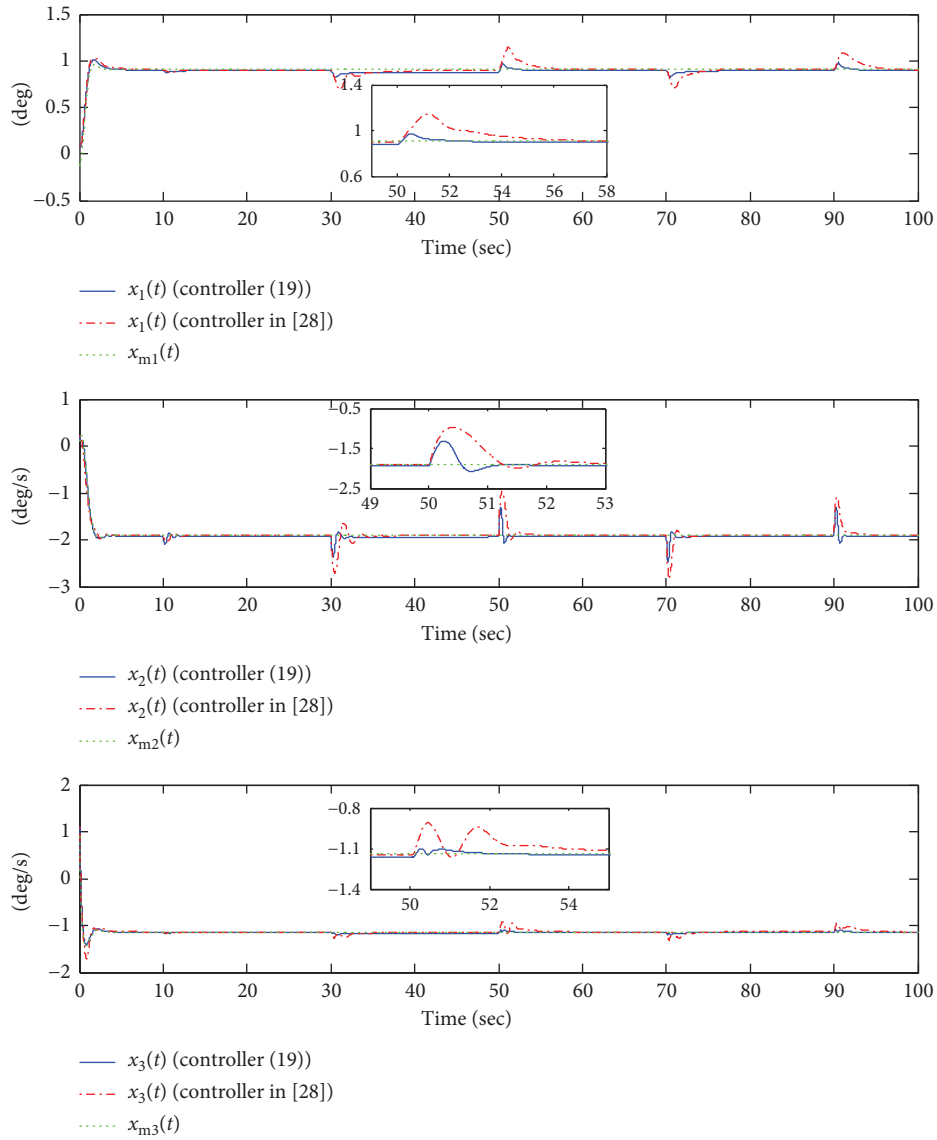 1.5
1
0.5
0
−0.5
(deg)
1.4
1
0.6
50 52 54 56 58
0 10 20 30 40 50 60 70 80 90 100
Time (sec)
x1(t) (controller (19))
x1(t) (controller in [28])
xm1(t)
1
0
−1
−2
−3
(deg/s)
−0.5
−1.5
−2.5
49 50 51 52 53
0 10 20 30 40 50 60 70 80 90 100
Time (sec)
x2(t) (controller (19))
x2(t) (controller in [28])
xm2(t)
2
1
0
−1
−2
(deg/s)
−0.8
−1.1
−1.4
50 52 54
0 10 20 30 40 50 60 70 80 90 100
Time (sec)
x3(t) (controller (19))
x3(t) (controller in [28])
xm3(t)